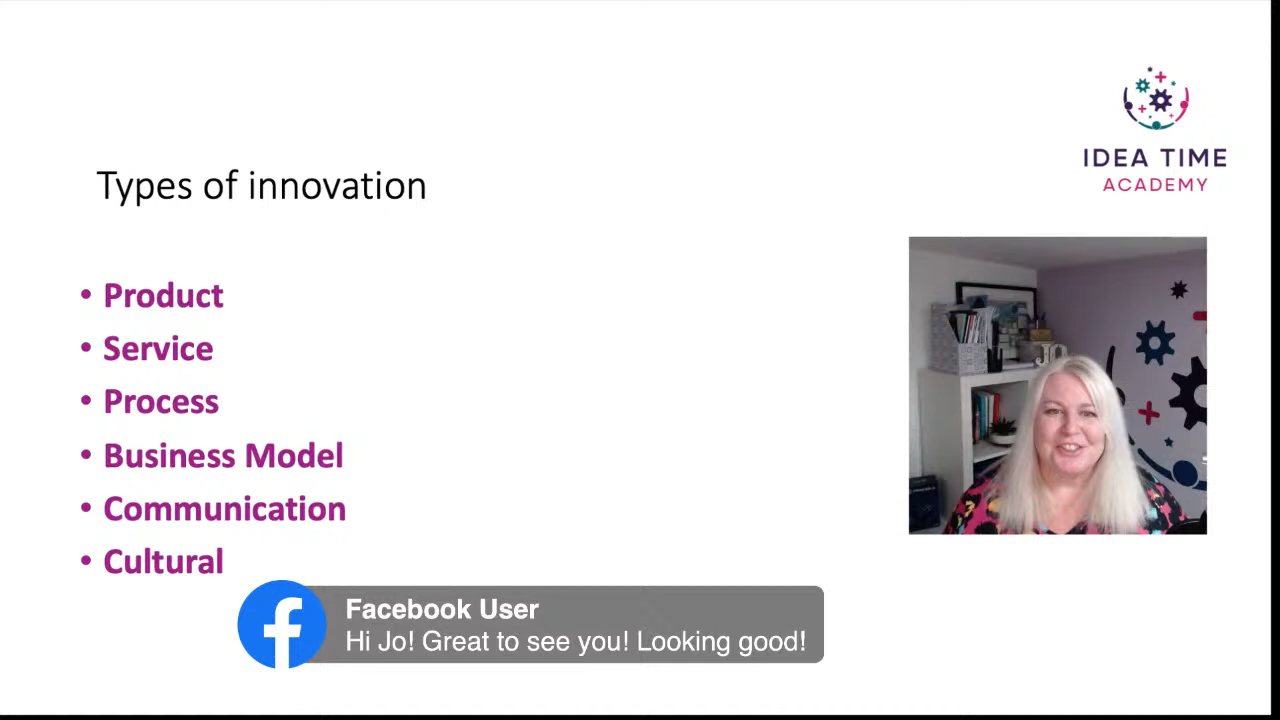 IDEA TIME
ACADEMY
Types of innovation
• Product
• Service
• Process
• Business Model
• Communication
• Cultural
JO
Facebook User
Hi Jo! Great to see you! Looking good!